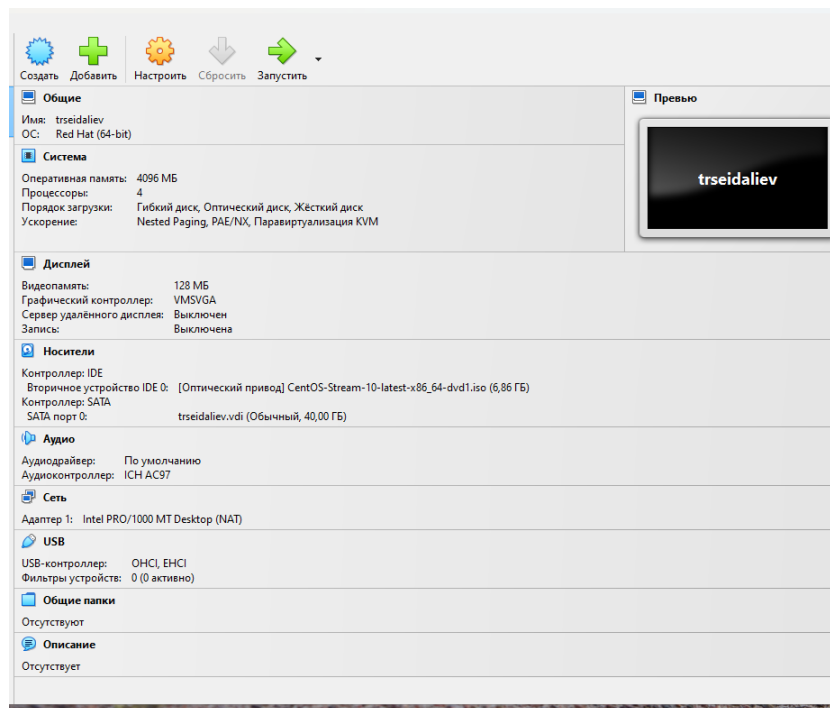 Создать Добавить Настроить Сбросить Запустить
Общие
Имя: trseidaliev
ОС: Red Hat (64-bit)
Система
Оперативная память: 4096 МБ
Процессоры: 4
Порядок загрузки: Гибкий диск, Оптический диск, Жёсткий диск
Ускорение: Nested Paging, PAE/NX, Паравиртуализация KVM
Превью
trseidaliev
Дисплей
Видеопамять: 128 МБ
Графический контроллер: VMSVGA
Сервер удалённого дисплея: Выключен
Запись: Выключена
Носители
Контроллер: IDE
Вторичное устройство IDE 0: [Оптический привод] CentOS-Stream-10-latest-x86_64-dvd1.iso (6,86 ГБ)
Контроллер: SATA
SATA порт 0: trseidaliev.vdi (Обычный, 40,00 ГБ)
Аудио
Аудиодрайвер: По умолчанию
Аудиоконтроллер: ICH AC97
Сеть
Адаптер 1: Intel PRO/1000 MT Desktop (NAT)
USB
USB-контроллер: OHCI, EHCI
Фильтры устройств: 0 (0 активно)
Общие папки
Отсутствуют
Описание
Отсутствует